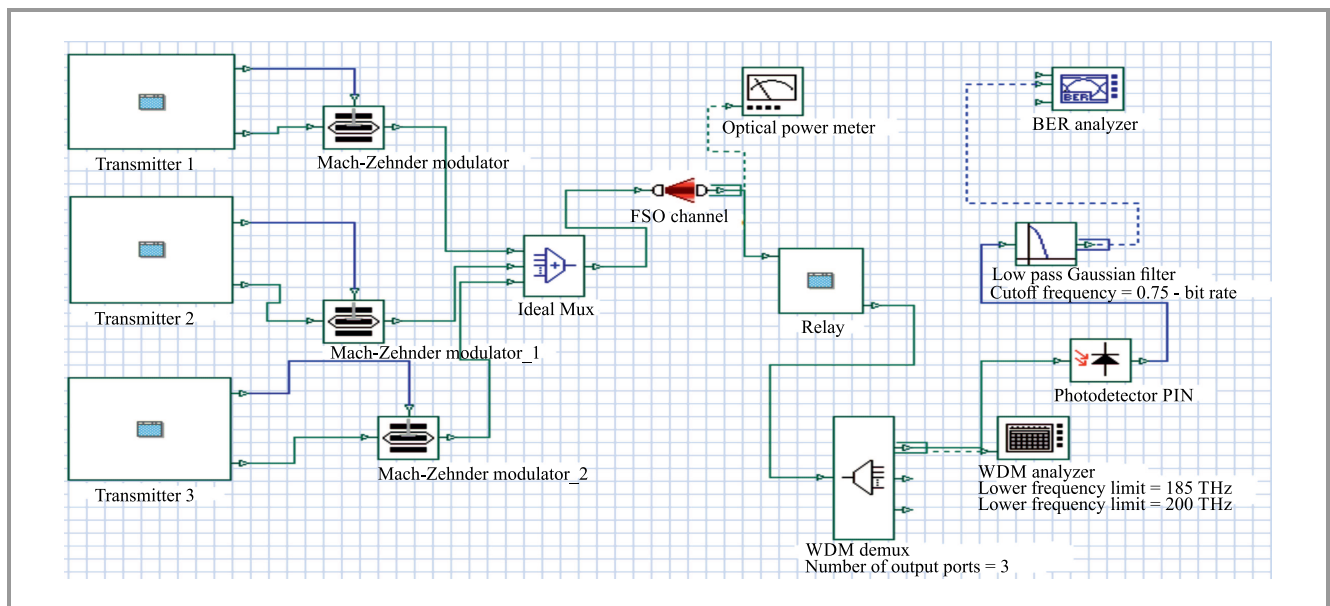 Transmitter 1
Mach-Zehnder modulator
Transmitter 2
Mach-Zehnder modulator_1
Transmitter 3
Mach-Zehnder modulator_2
Ideal Mux
FSO channel
Optical power meter
Relay
WDM demux
Number of output ports = 3
BER
BER analyzer
Low pass Gaussian filter
Cutoff frequency = 0.75 - bit rate
Photodetector PIN
WDM analyzer
Lower frequency limit = 185 THz
Lower frequency limit = 200 THz